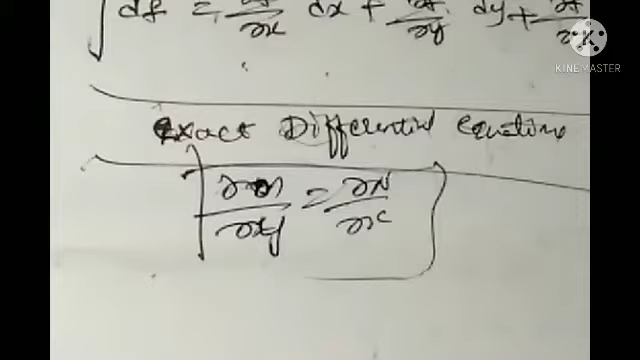 df = ∂f/∂x dx + ∂f/∂y dy + ∂f/
KINEMASTER
Exact Differential Equations
∂M/∂y = ∂N/∂x